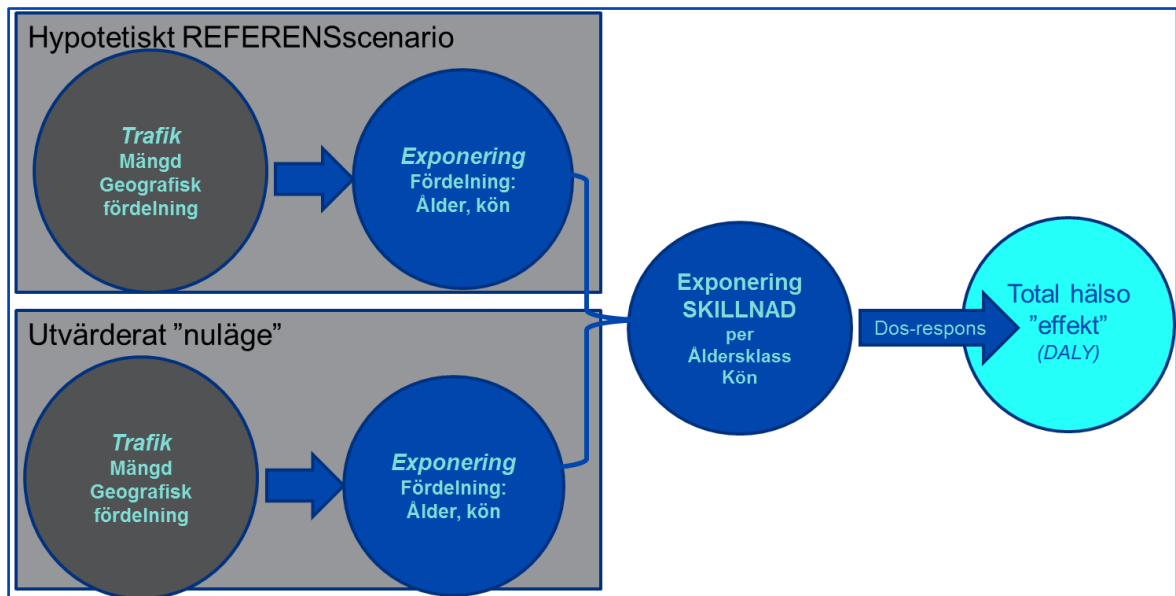 Hypotetiskt REFERENSscenario
Trafik
Mängd
Geografisk
fördelning
Exponering
Fördelning:
Ålder, kön
Utvärderat ”nuläge”
Trafik
Mängd
Geografisk
fördelning
Exponering
Fördelning:
Ålder, kön
Exponering
SKILLNAD
per
Åldersklass
Kön
Dos-respons
Total hälso
”effekt”
(DALY)